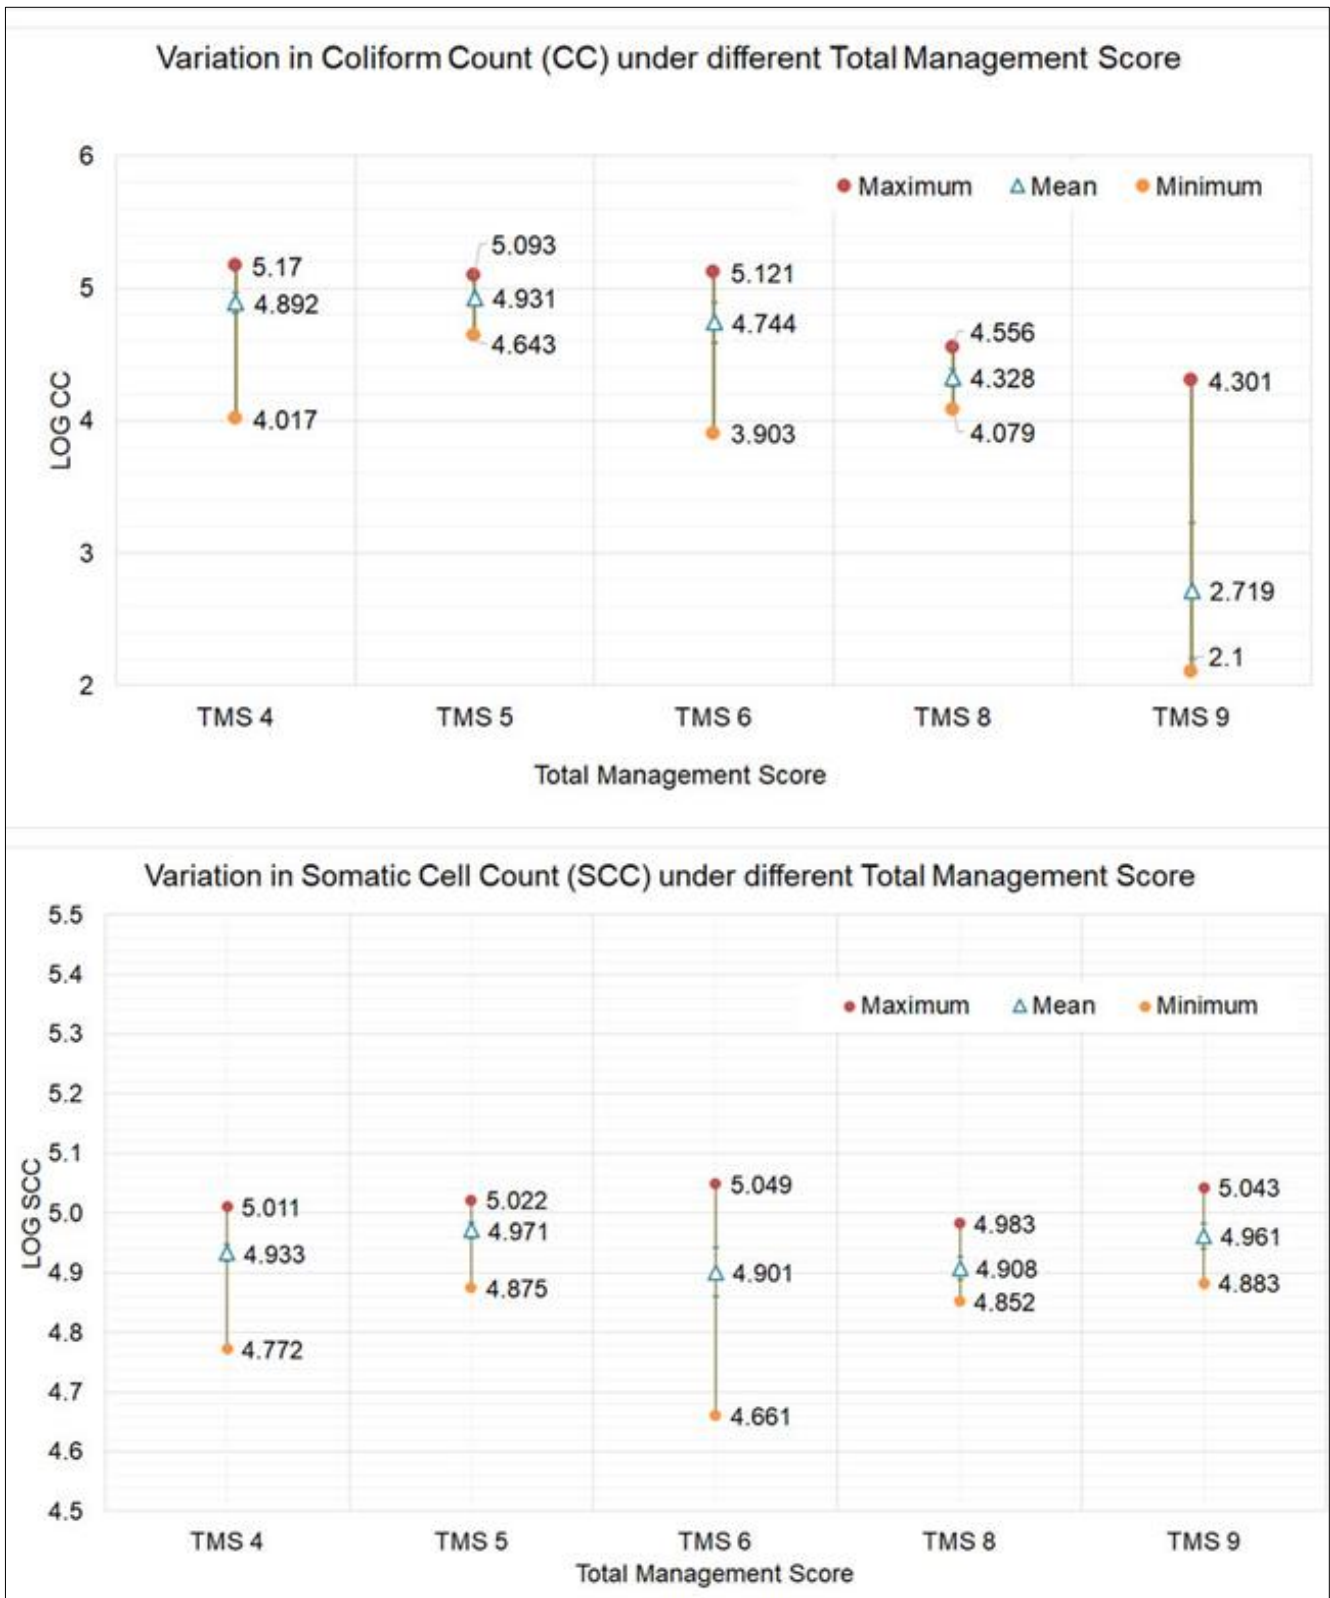 Variation in Coliform Count (CC) under different Total Management Score
6
Maximum Mean Minimum
5.093
5.17 5.121
5
4.892 4.931 4.744
4.643 4.556
4.328 4.301
LOG CC
4
4.017 3.903 4.079
3
2.719
2.1
2
TMS 4 TMS 5 TMS 6 TMS 8 TMS 9
Total Management Score
Variation in Somatic Cell Count (SCC) under different Total Management Score
5.5
5.4
Maximum Mean Minimum
5.3
5.2
5.1
LOG SCC
5.011 5.022 5.049 4.983 5.043
5.0
4.933 4.971 4.901 4.908 4.961
4.9
4.875 4.852 4.883
4.8
4.772
4.7
4.661
4.6
4.5
TMS 4 TMS 5 TMS 6 TMS 8 TMS 9
Total Management Score